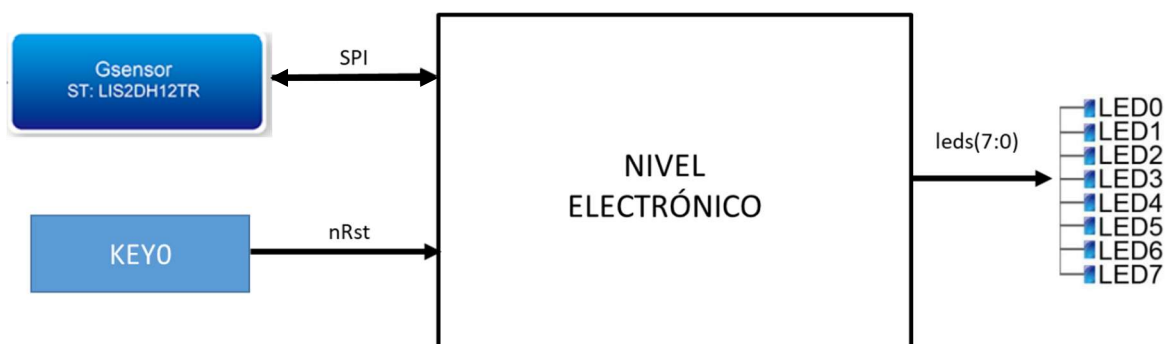 Gsensor
ST: LIS2DH12TR
SPI
KEY0
nRst
NIVEL
ELECTRÓNICO
leds(7:0)
LED0
LED1
LED2
LED3
LED4
LED5
LED6
LED7